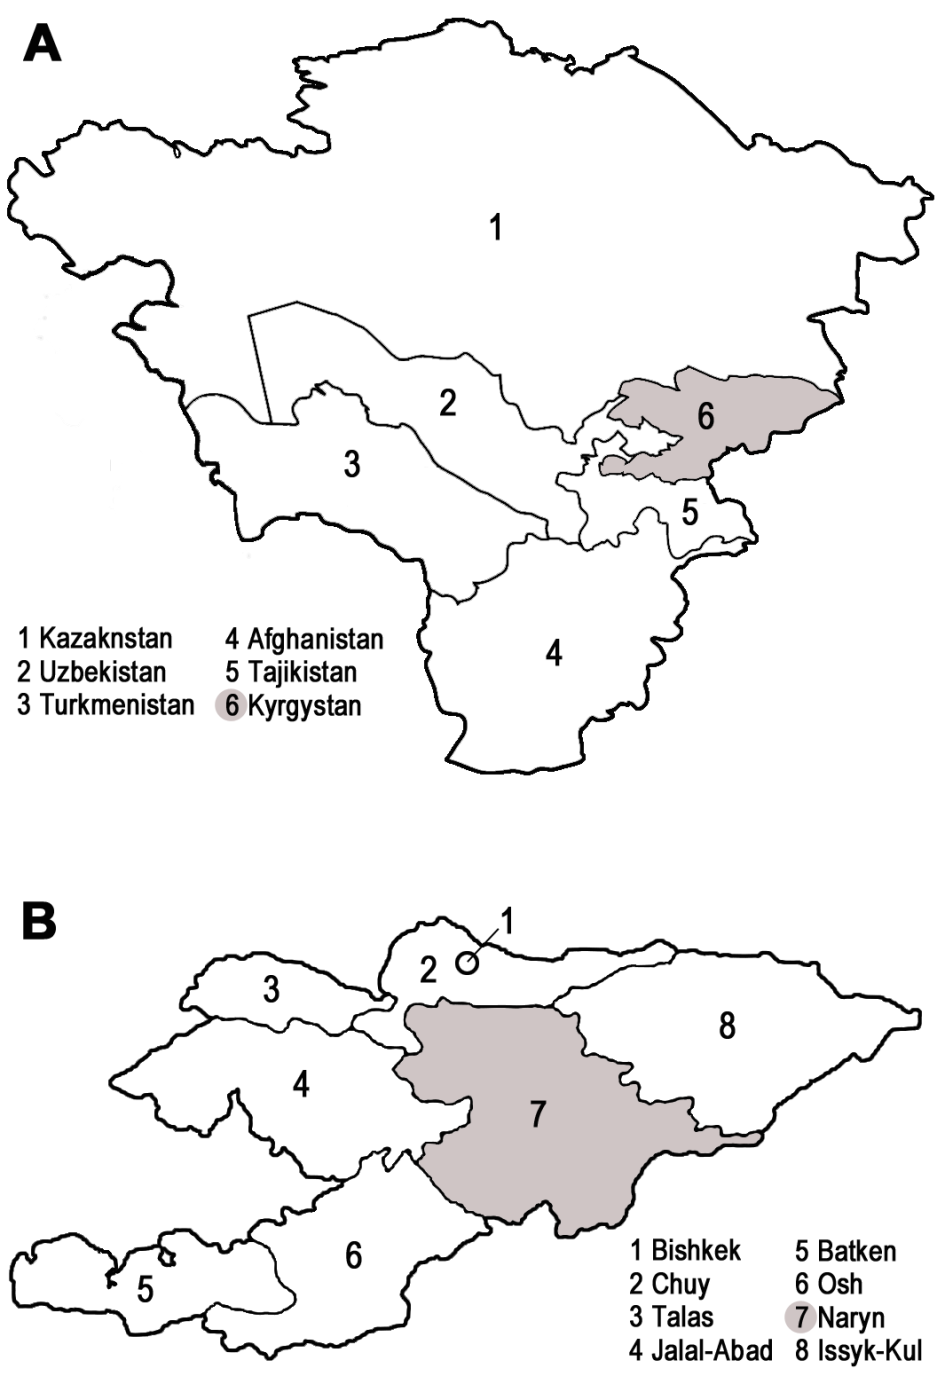 A
1
2
3
6
5
4
1 Kazaknstan
2 Uzbekistan
3 Turkmenistan
4 Afghanistan
5 Tajikistan
6 Kyrgystan
B
1
2
3
8
4
7
6
5
1 Bishkek
2 Chuy
3 Talas
4 Jalal-Abad
5 Batken
6 Osh
7 Naryn
8 Issyk-Kul